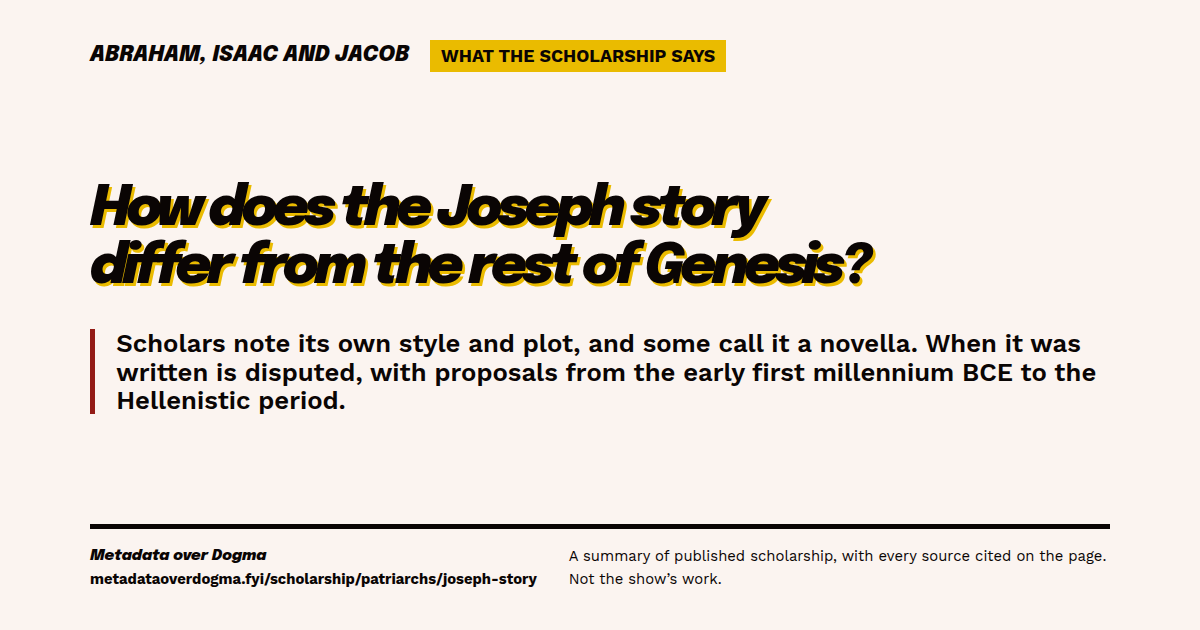 ABRAHAM, ISAAC AND JACOB
WHAT THE SCHOLARSHIP SAYS
How does the Joseph story
differ from the rest of Genesis?
Scholars note its own style and plot, and some call it a novella. When it was
written is disputed, with proposals from the early first millennium BCE to the
Hellenistic period.
Metadata over Dogma
metadataoverdogma.fyi/scholarship/patriarchs/joseph-story
A summary of published scholarship, with every source cited on the page.
Not the show’s work.